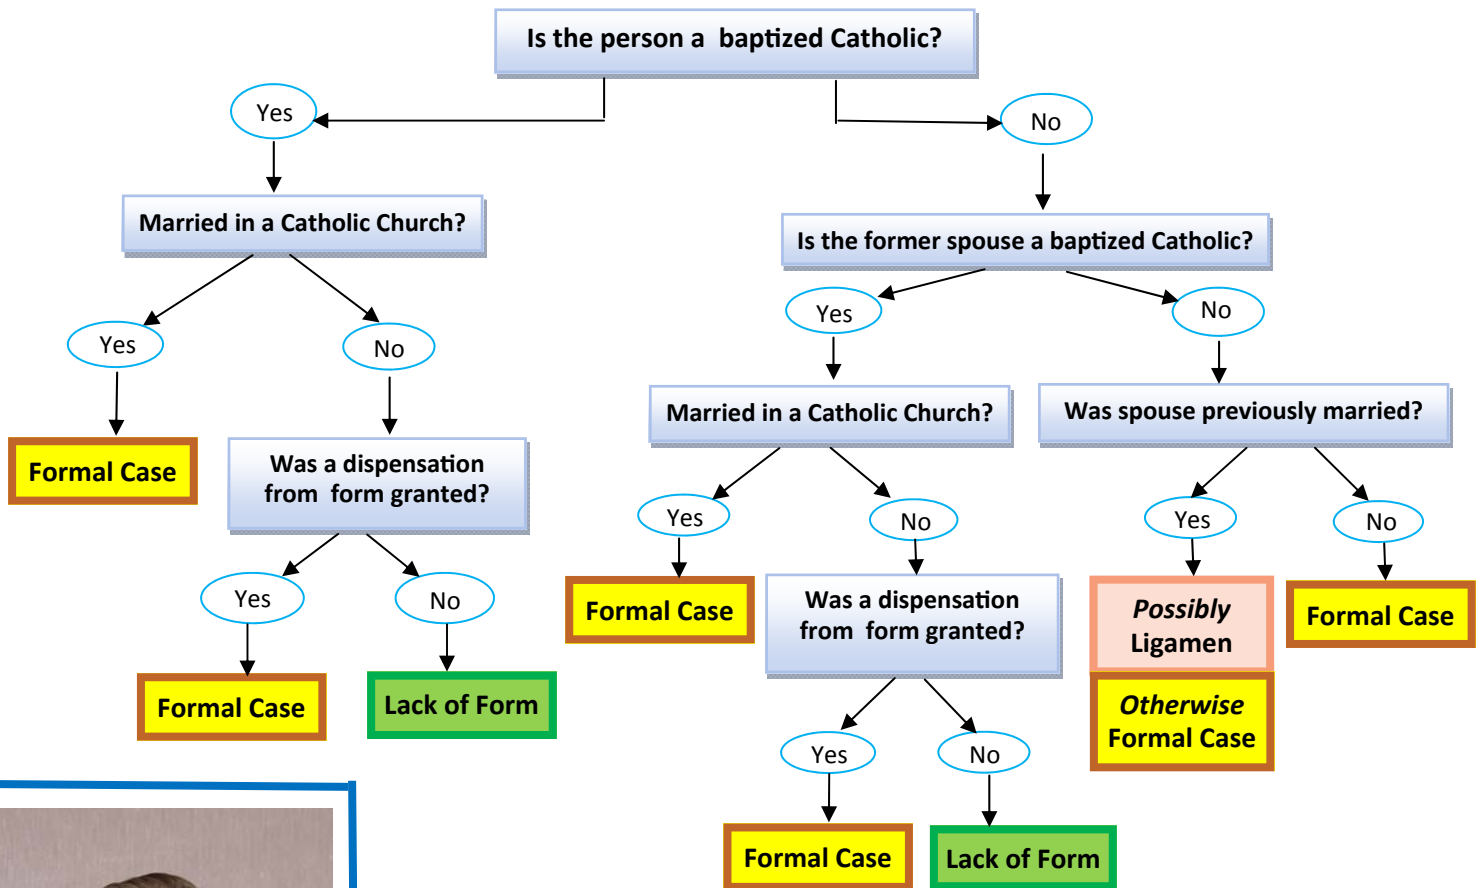 Is the person a baptized Catholic?
Yes
No
Married in a Catholic Church?
Is the former spouse a baptized Catholic?
Yes
No
Yes
No
Married in a Catholic Church?
Was spouse previously married?
Formal Case
Was a dispensation
from form granted?
Yes
No
Yes
No
Yes
No
Formal Case
Was a dispensation
from form granted?
Possibly
Ligamen
Formal Case
Formal Case
Lack of Form
Otherwise
Formal Case
Yes
No
Formal Case
Lack of Form